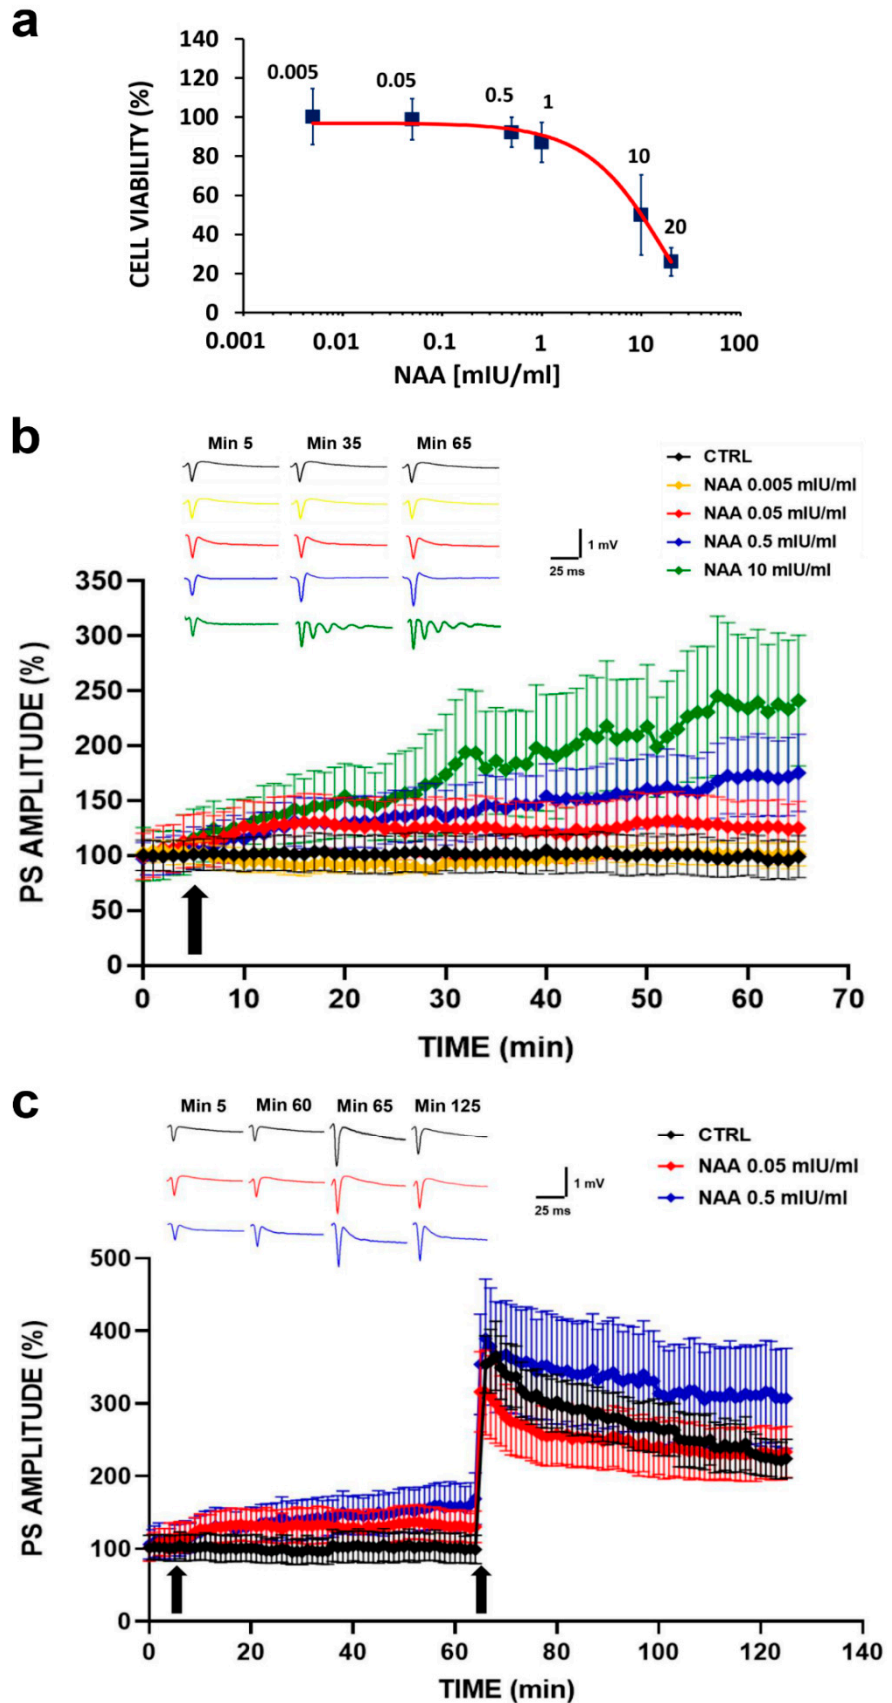 a
140
120
100
80
60
40
20
0
CELL VIABILITY (%)
0.005
0.05
0.5
1
10
20
0.001 0.01 0.1 1 10 100
NAA [mIU/ml]
b
Min 5 Min 35 Min 65
CTRL
NAA 0.005 mIU/ml
NAA 0.05 mIU/ml
NAA 0.5 mIU/ml
NAA 10 mIU/ml
1 mV
25 ms
350
300
250
200
150
100
50
0
PS AMPLITUDE (%)
0 10 20 30 40 50 60 70
TIME (min)
c
Min 5 Min 60 Min 65 Min 125
CTRL
NAA 0.05 mIU/ml
NAA 0.5 mIU/ml
1 mV
25 ms
500
400
300
200
100
0
PS AMPLITUDE (%)
0 20 40 60 80 100 120 140
TIME (min)